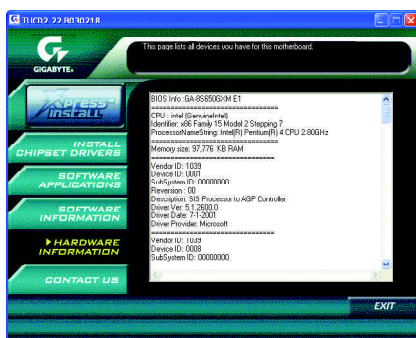 TUCD2.22 B030218
GIGABYTE
This page lists all devices you have for this motherboard.
Xpress
INSTALL
INSTALL
CHIPSET DRIVERS
SOFTWARE
APPLICATIONS
SOFTWARE
INFORMATION
HARDWARE
INFORMATION
CONTACT US
BIOS Info :GA-8S650GXM E1
==============================
CPU : intel (GenuineIntel)
Identifier: x86 Family 15 Model 2 Stepping 7
ProcessorNameString: Intel(R) Pentium(R) 4 CPU 2.80GHz
==============================
Memory size: 97,776 KB RAM
==============================
Vendor ID: 1039
Device ID: 0001
SubSystem ID: 00000000
Reversion : 00
Description: SIS Processor to AGP Controller
Driver Ver: 5.1.2600.0
Driver Date: 7-1-2001
Driver Provider: Microsoft
==============================
Vendor ID: 1039
Device ID: 0008
SubSystem ID: 00000000
EXIT